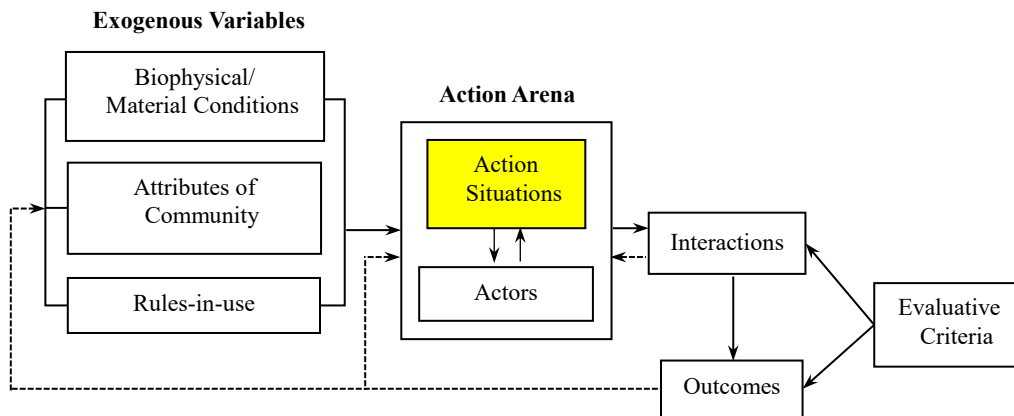 Exogenous Variables
Biophysical/
Material Conditions
Attributes of
Community
Rules-in-use
Action Arena
Action
Situations
Actors
Interactions
Outcomes
Evaluative
Criteria